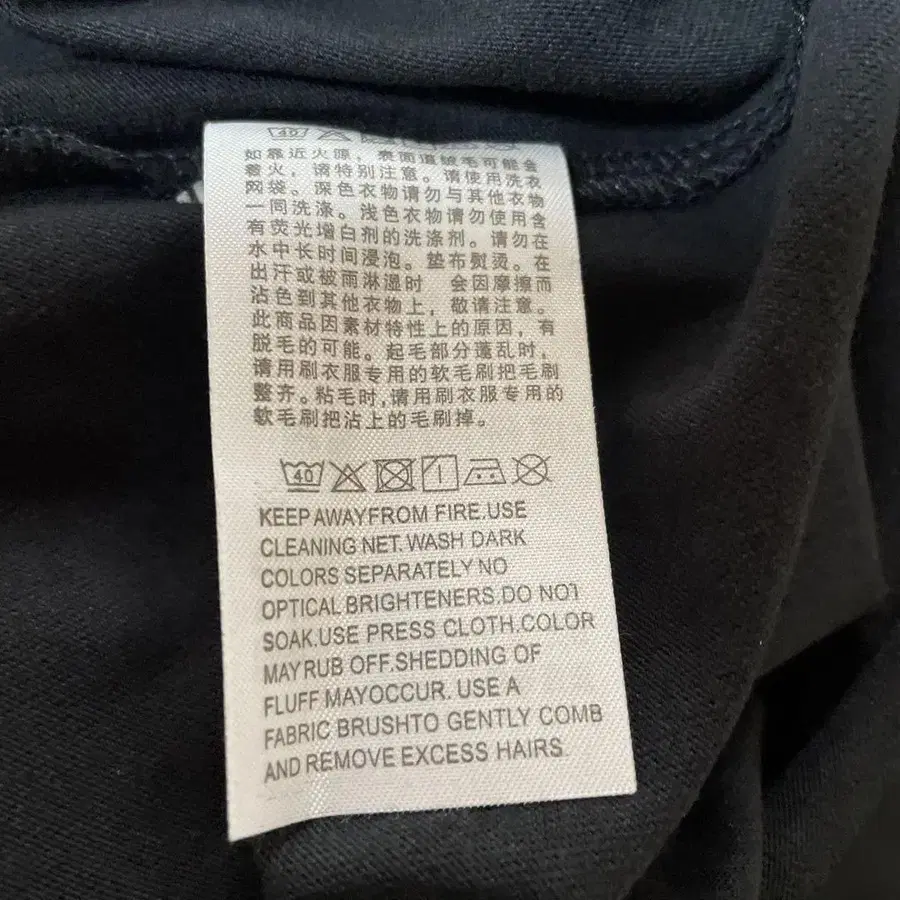 40
如靠近火源，表面道绒毛可能会
着火，请特别注意。请使用洗衣
网袋。深色衣物请勿与其他衣物
一同洗涤。浅色衣物请勿使用含
有荧光增白剂的洗涤剂。请勿在
水中长时间浸泡。垫布熨烫。在
出汗或被雨淋湿时 会因摩擦而
沾色到其他衣物上，敬请注意。
此商品因素材特性上的原因，有
脱毛的可能。起毛部分蓬乱时，
请用刷衣服专用的软毛刷把毛刷
整齐。粘毛时，请用刷衣服专用的
软毛刷把沾上的毛刷掉。
40
KEEP AWAYFROM FIRE.USE
CLEANING NET. WASH DARK
COLORS SEPARATELY NO
OPTICAL BRIGHTENERS.DO NOT
SOAK.USE PRESS CLOTH.COLOR
MAY RUB OFF.SHEDDING OF
FLUFF MAYOCCUR. USE A
FABRIC BRUSHTO GENTLY COMB
AND REMOVE EXCESS HAIRS.